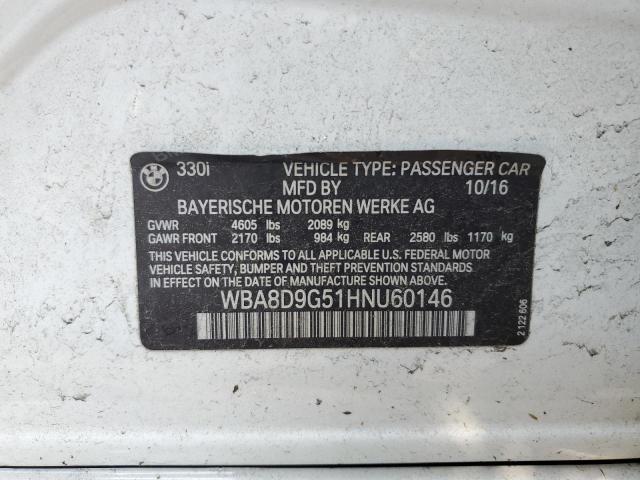 330i VEHICLE TYPE: PASSENGER CAR
MFD BY 10/16
BAYERISCHE MOTOREN WERKE AG
GVWR 4605 lbs 2089 kg
GAWR FRONT 2170 lbs 984 kg REAR 2580 lbs 1170 kg
THIS VEHICLE CONFORMS TO ALL APPLICABLE U.S. FEDERAL MOTOR
VEHICLE SAFETY, BUMPER AND THEFT PREVENTION STANDARDS
IN EFFECT ON THE DATE OF MANUFACTURE SHOWN ABOVE.
WBA8D9G51HNU60146
2 122 606